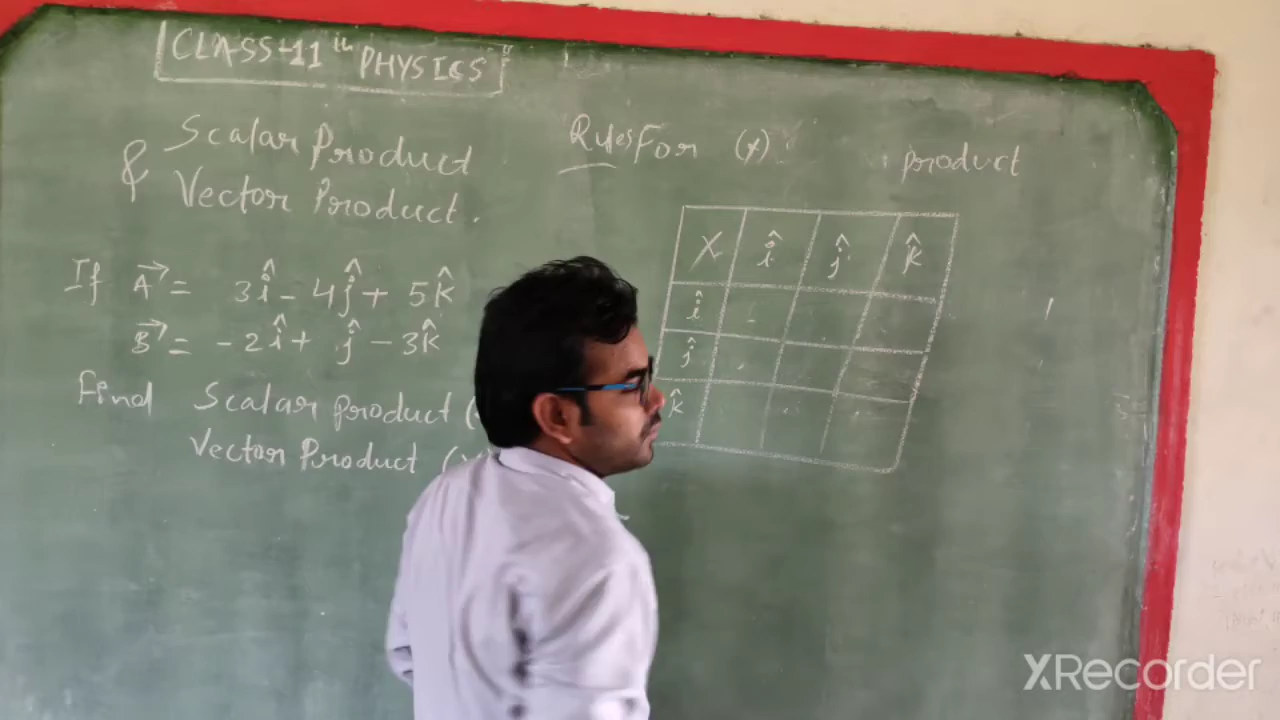 CLASS-11th PHYSICS
Scalar Product
& Vector Product.
If A⃗ = 3î - 4ĵ + 5k̂
B⃗ = -2î + ĵ - 3k̂
Find Scalar product (
Vector Product (
Rules For (x) product
X î ĵ k̂
î
ĵ
k̂
XRecorder